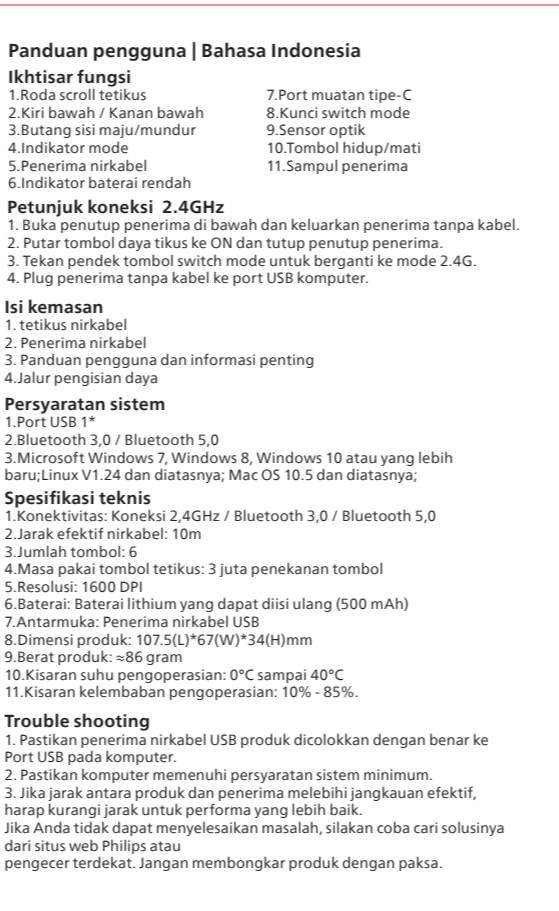 Panduan pengguna | Bahasa Indonesia
Ikhtisar fungsi
1.Roda scroll tetikus
2.Kiri bawah / Kanan bawah
3.Butang sisi maju/mundur
4.Indikator mode
5.Penerima nirkabel
6.Indikator baterai rendah
7.Port muatan tipe-C
8.Kunci switch mode
9.Sensor optik
10.Tombol hidup/mati
11.Sampul penerima
Petunjuk koneksi 2.4GHz
1. Buka penutup penerima di bawah dan keluarkan penerima tanpa kabel.
2. Putar tombol daya tikus ke ON dan tutup penutup penerima.
3. Tekan pendek tombol switch mode untuk berganti ke mode 2.4G.
4. Plug penerima tanpa kabel ke port USB komputer.
Isi kemasan
1. tetikus nirkabel
2. Penerima nirkabel
3. Panduan pengguna dan informasi penting
4.Jalur pengisian daya
Persyaratan sistem
1.Port USB 1*
2.Bluetooth 3,0 / Bluetooth 5,0
3.Microsoft Windows 7, Windows 8, Windows 10 atau yang lebih
baru;Linux V1.24 dan diatasnya; Mac OS 10.5 dan diatasnya;
Spesifikasi teknis
1.Konektivitas: Koneksi 2,4GHz / Bluetooth 3,0 / Bluetooth 5,0
2.Jarak efektif nirkabel: 10m
3.Jumlah tombol: 6
4.Masa pakai tombol tetikus: 3 juta penekanan tombol
5.Resolusi: 1600 DPI
6.Baterai: Baterai lithium yang dapat diisi ulang (500 mAh)
7.Antarmuka: Penerima nirkabel USB
8.Dimensi produk: 107.5(L)*67(W)*34(H)mm
9.Berat produk: ≈86 gram
10.Kisaran suhu pengoperasian: 0°C sampai 40°C
11.Kisaran kelembaban pengoperasian: 10% - 85%.
Trouble shooting
1. Pastikan penerima nirkabel USB produk dicolokkan dengan benar ke
Port USB pada komputer.
2. Pastikan komputer memenuhi persyaratan sistem minimum.
3. Jika jarak antara produk dan penerima melebihi jangkauan efektif,
harap kurangi jarak untuk performa yang lebih baik.
Jika Anda tidak dapat menyelesaikan masalah, silakan coba cari solusinya
dari situs web Philips atau
pengecer terdekat. Jangan membongkar produk dengan paksa.